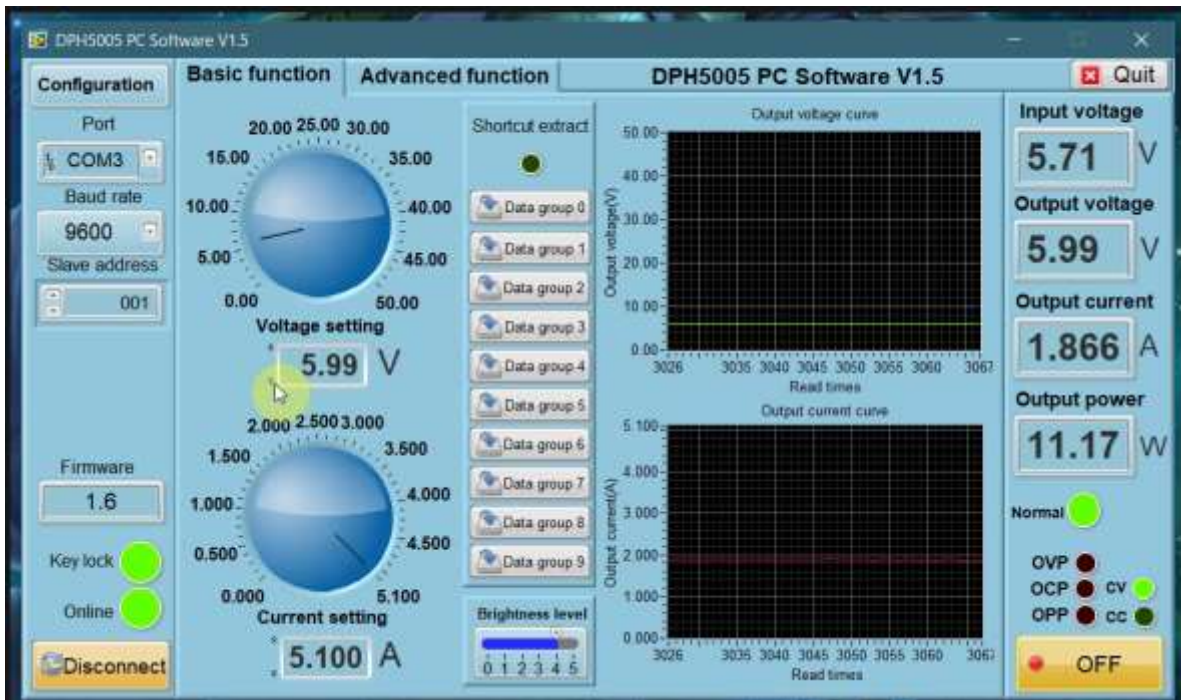 DPH5005 PC Software V1.5
Configuration
Port
COM3
Baud rate
9600
Slave address
001
Firmware
1.6
Key lock
Online
Disconnect
Basic function
Advanced function
DPH5005 PC Software V1.5
Quit
20.00 25.00 30.00
15.00 35.00
10.00 40.00
5.00 45.00
0.00 50.00
Voltage setting
5.99 V
2.000 2.500 3.000
1.500 3.500
1.000 4.000
0.500 4.500
0.000 5.100
Current setting
5.100 A
Shortcut extract
Data group 0
Data group 1
Data group 2
Data group 3
Data group 4
Data group 5
Data group 6
Data group 7
Data group 8
Data group 9
Brightness level
0 1 2 3 4 5
Output voltage curve
Output voltage(V)
50.00
40.00
30.00
20.00
10.00
0.00
3026 3035 3040 3045 3050 3055 3060 3067
Read times
Output current curve
Output current(A)
5.100
4.000
3.000
2.000
1.000
0.000
3026 3035 3040 3045 3050 3055 3060 3067
Read times
Input voltage
5.71 V
Output voltage
5.99 V
Output current
1.866 A
Output power
11.17 W
Normal
OVP
OCP CV
OPP CC
OFF